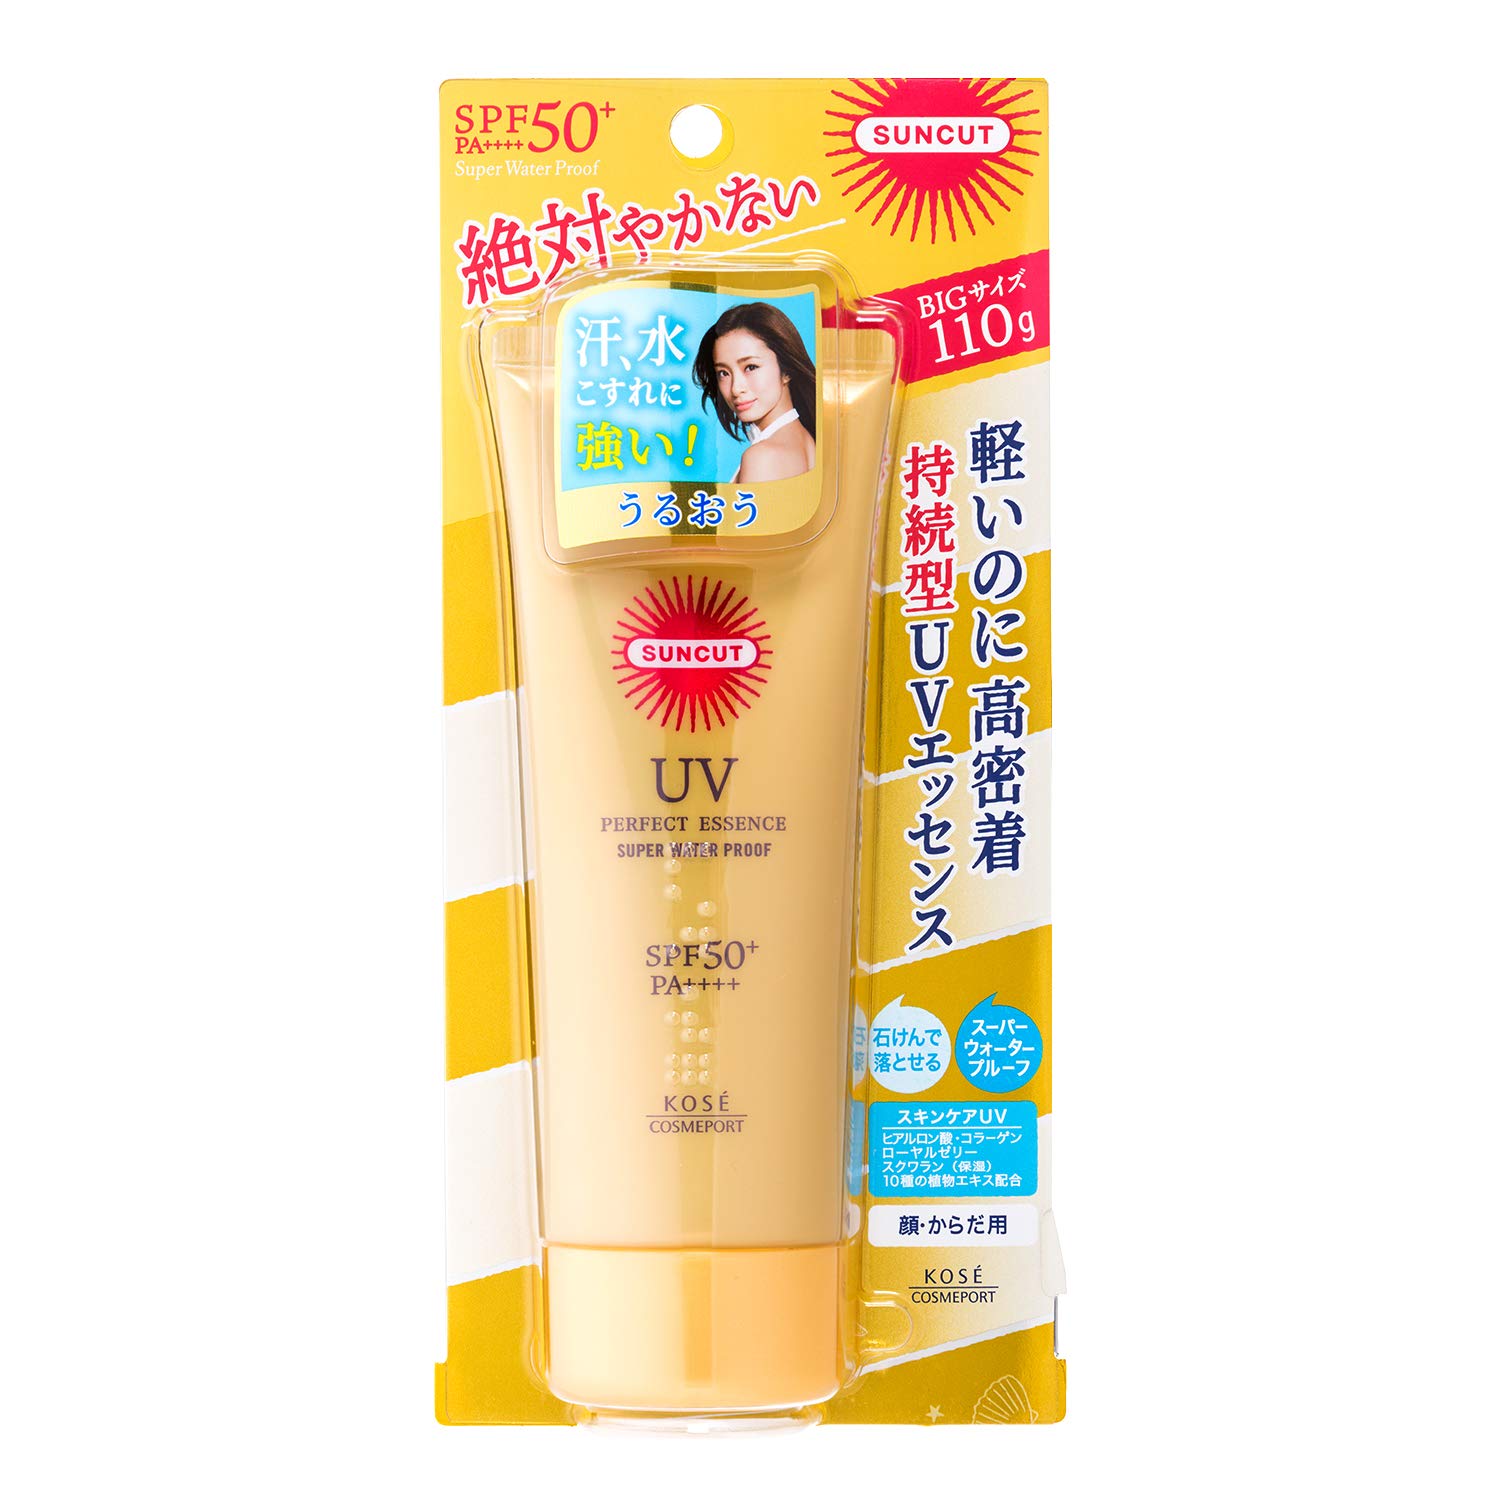 SPF50+
PA++++
Super Water Proof
SUNCUT
絶対やかない
BIGサイズ
110g
汗、水
こすれに
強い!
うるおう
軽いのに高密着
持続型UVエッセンス
SUNCUT
UV
PERFECT ESSENCE
SUPER WATER PROOF
SPF50+
PA++++
KOSÉ
COSMEPORT
石けんで
落とせる
スーパー
ウォーター
プルーフ
スキンケアUV
ヒアルロン酸・コラーゲン
ローヤルゼリー
スクワラン(保湿)
10種の植物エキス配合
顔・からだ用
KOSÉ
COSMEPORT